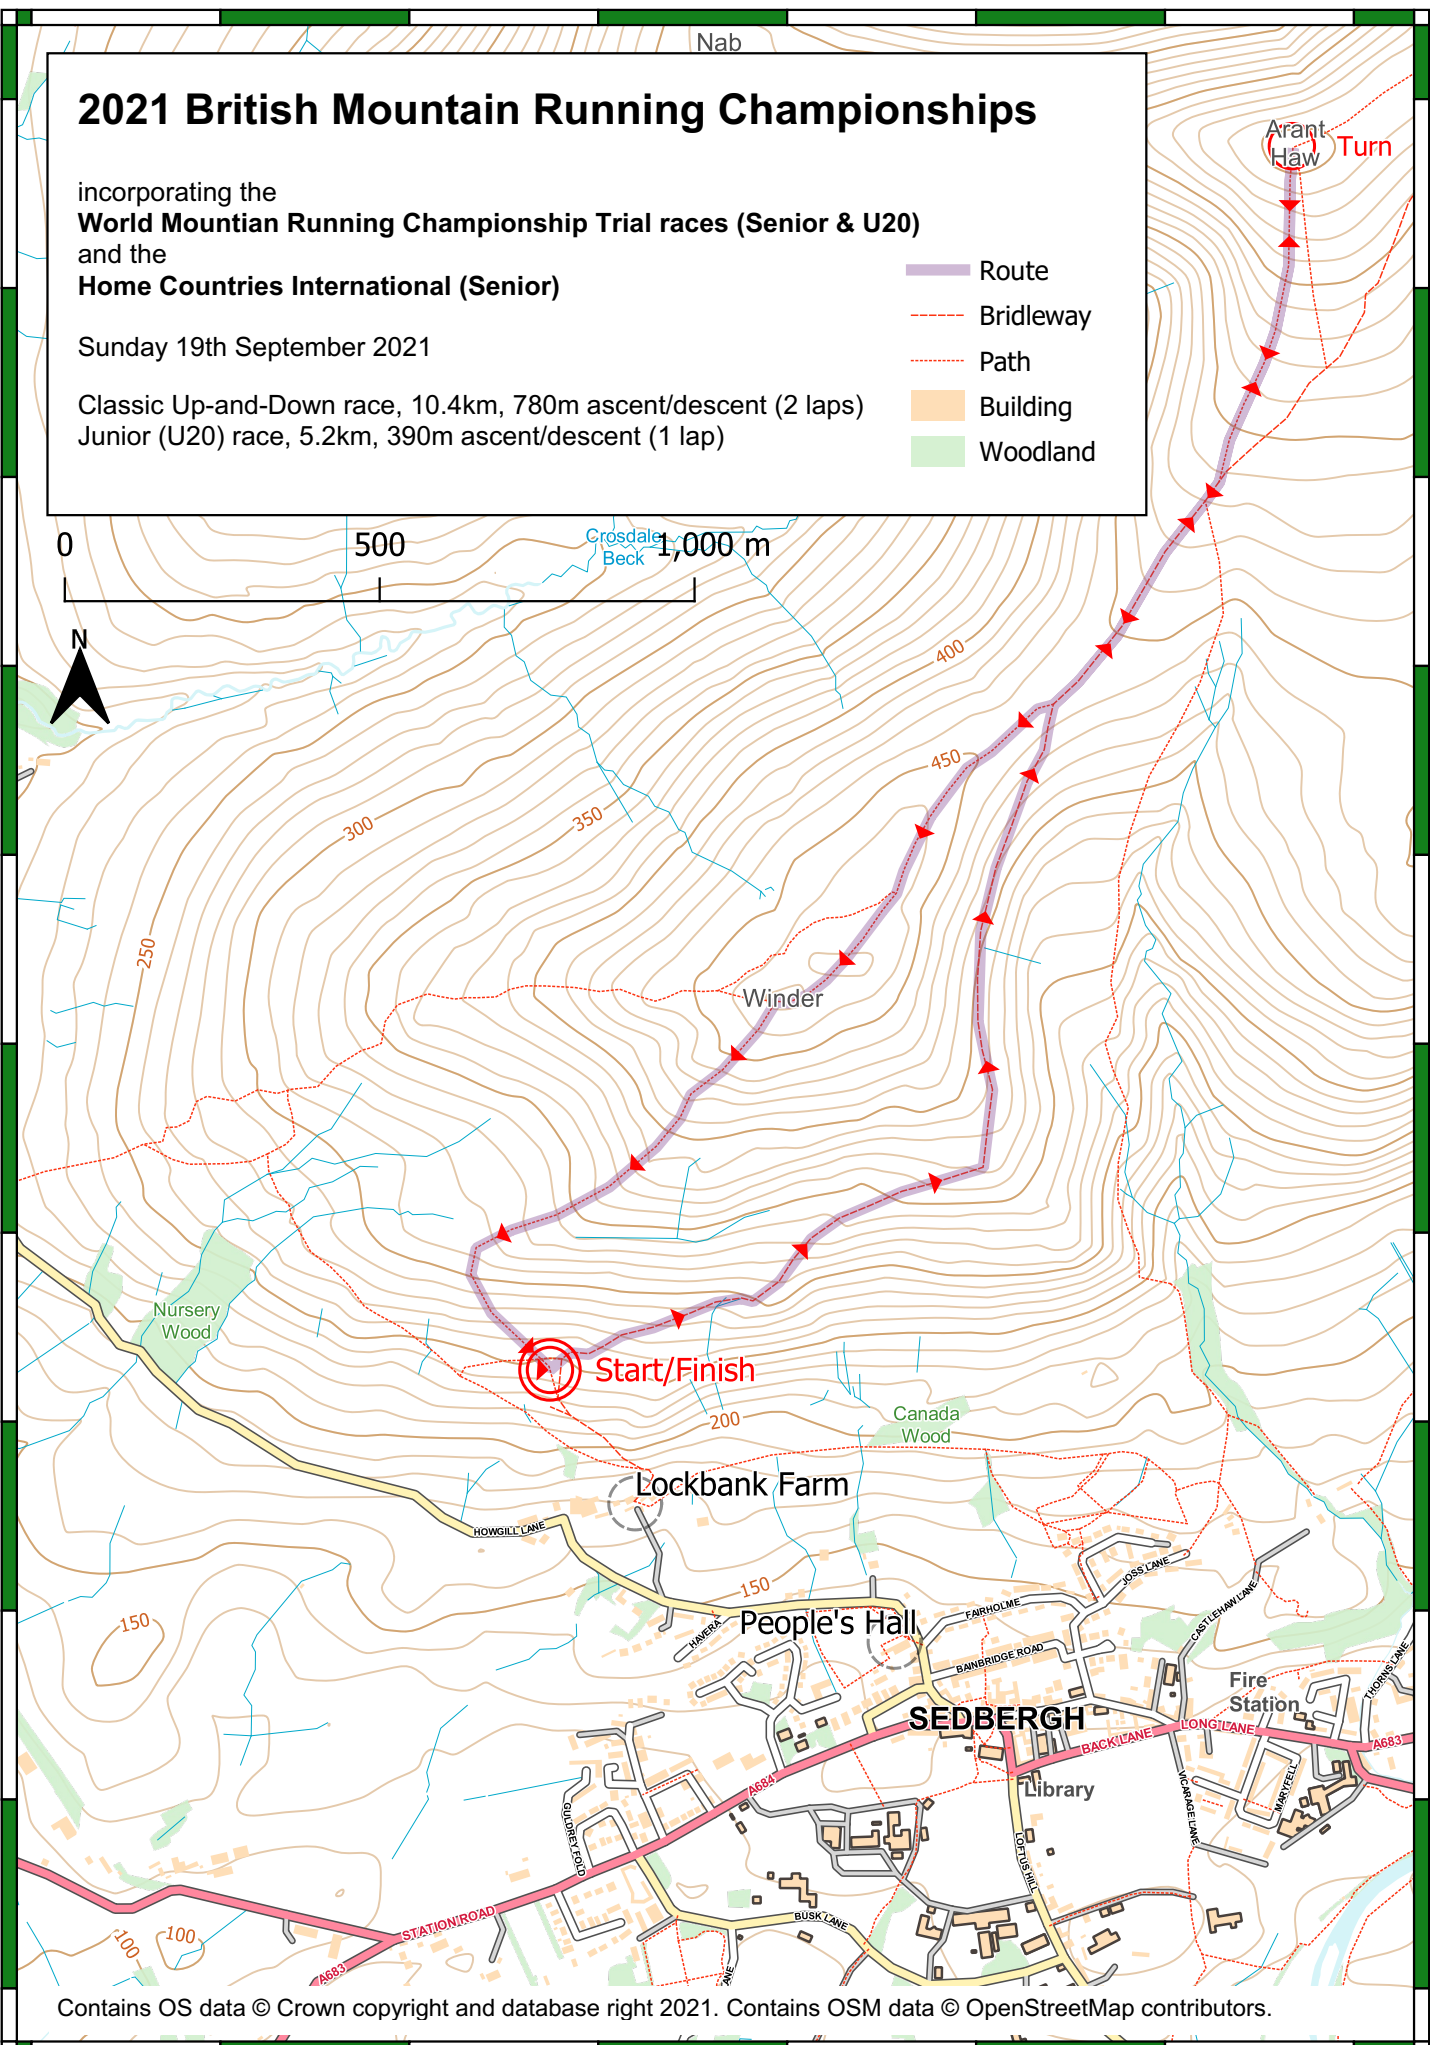 Nab
2021 British Mountain Running Championships
incorporating the
World Mountian Running Championship Trial races (Senior & U20)
and the
Home Countries International (Senior)
Sunday 19th September 2021
Classic Up-and-Down race, 10.4km, 780m ascent/descent (2 laps)
Junior (U20) race, 5.2km, 390m ascent/descent (1 lap)
Route
Bridleway
Path
Building
Woodland
Arant
Haw
Turn
0
500
1,000 m
Crosdale
Beck
N
400
450
350
300
250
Winder
Nursery
Wood
Start/Finish
200
Canada
Wood
Lockbank Farm
HOWGILL LANE
150
150
JOSS LANE
CASTLEHAW LANE
FAIRHOLME
People's Hall
HAVERA
BAINBRIDGE ROAD
THORNS LANE
Fire
Station
SEDBERGH
LONG LANE
BACK LANE
A683
A684
Library
VICARAGE LANE
MARYFELL
GULDREY FOLD
LOFTUS HILL
BUSK LANE
STATION ROAD
100
100
A683
ANE
Contains OS data © Crown copyright and database right 2021. Contains OSM data © OpenStreetMap contributors.